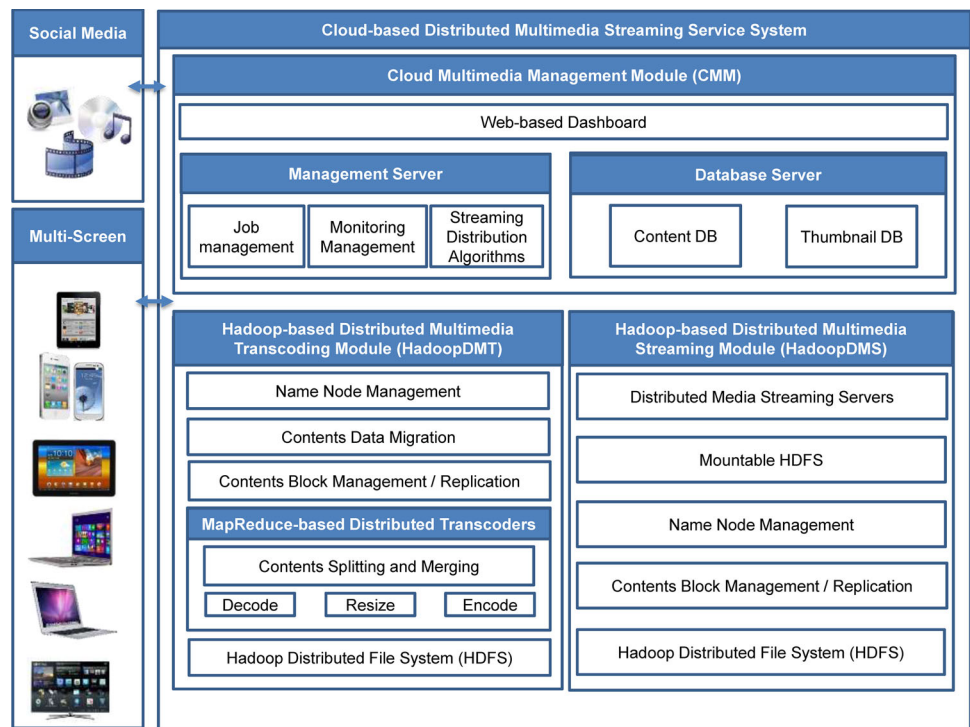 Social Media
Multi-Screen
Cloud-based Distributed Multimedia Streaming Service System
Cloud Multimedia Management Module (CMM)
Web-based Dashboard
Management Server
Job
management
Monitoring
Management
Streaming
Distribution
Algorithms
Database Server
Content DB
Thumbnail DB
Hadoop-based Distributed Multimedia
Transcoding Module (HadoopDMT)
Name Node Management
Contents Data Migration
Contents Block Management / Replication
MapReduce-based Distributed Transcoders
Contents Splitting and Merging
Decode
Resize
Encode
Hadoop Distributed File System (HDFS)
Hadoop-based Distributed Multimedia
Streaming Module (HadoopDMS)
Distributed Media Streaming Servers
Mountable HDFS
Name Node Management
Contents Block Management / Replication
Hadoop Distributed File System (HDFS)